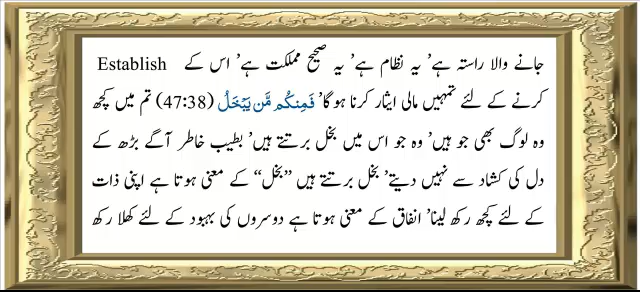 جانے والا راستہ ہے’ یہ نظام ہے’ یہ صحیح مملکت ہے’ اس کے Establish
کرنے کے لئے تمہیں مالی ایثار کرنا ہو گا’ فَمِنكُم مَّن يَبْخَلُ (47:38) تم میں کچھ
وہ لوگ بھی جو ہیں’ وہ جو اس میں بخل برتتے ہیں’ بطیب خاطر آگے بڑھ کے
دل کی کشاد سے نہیں دیتے’ بخل برتتے ہیں ”بخل“ کے معنی ہوتا ہے اپنی ذات
کے لئے کچھ رکھ لینا’ انفاق کے معنی ہوتا ہے دوسروں کی بہبود کے لئے کھلا رکھ